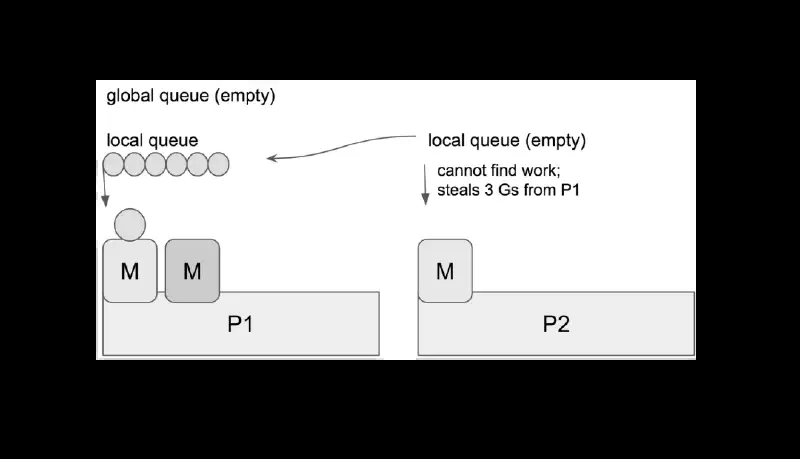 global queue (empty)
local queue
local queue (empty)
cannot find work;
steals 3 Gs from P1
M
M
M
P1
P2